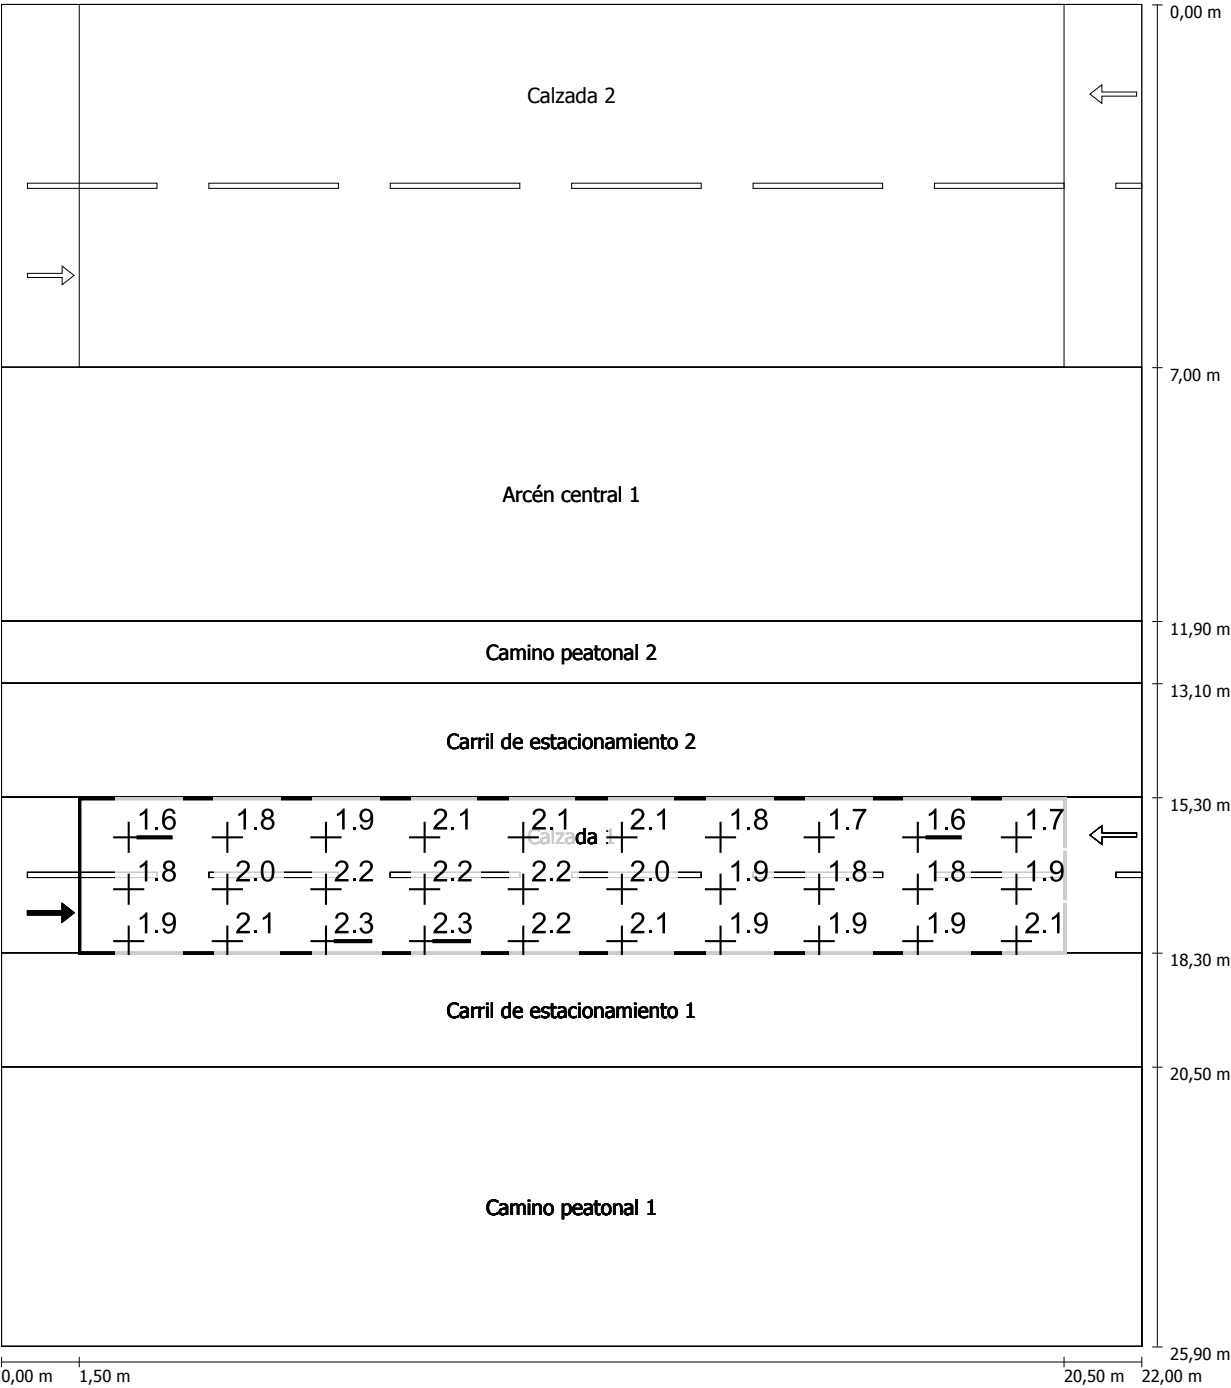 0,00 m
Calzada 2
7,00 m
Arcén central 1
11,90 m
Camino peatonal 2
13,10 m
Carril de estacionamiento 2
15,30 m
1.6 1.8 1.9 2.1 2.1 2.1 1.8 1.7 1.6 1.7
Calzada 1
1.8 2.0 2.2 2.2 2.2 2.0 1.9 1.8 1.8 1.9
1.9 2.1 2.3 2.3 2.2 2.1 1.9 1.9 1.9 2.1
18,30 m
Carril de estacionamiento 1
20,50 m
Camino peatonal 1
25,90 m
0,00 m 1,50 m 20,50 m 22,00 m